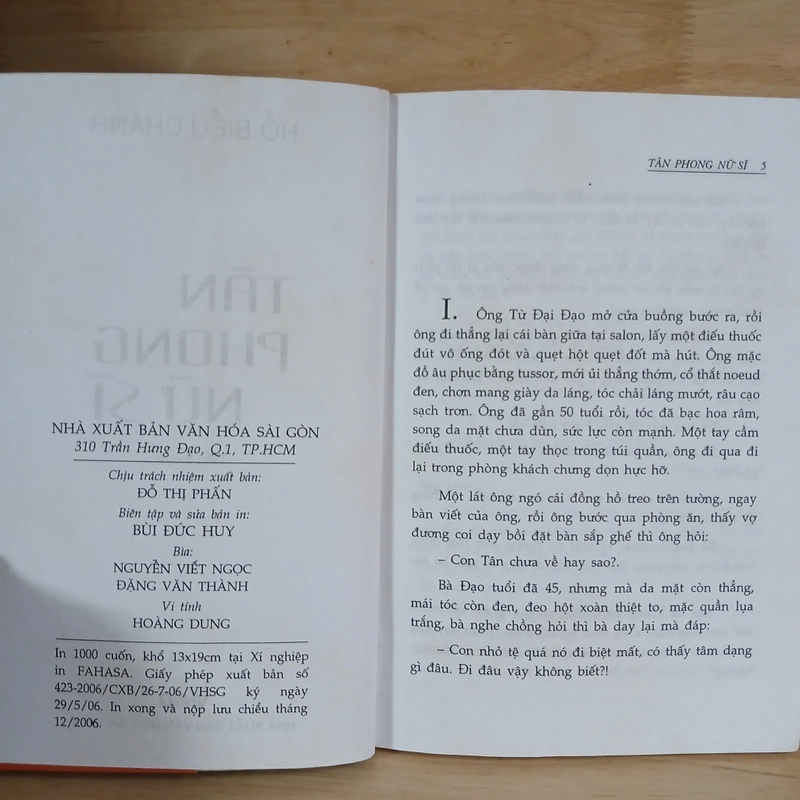 HỒ BIỂU CHÁNH
TÂN
PHONG
NỮ SĨ
NHÀ XUẤT BẢN VĂN HÓA SÀI GÒN
310 Trần Hưng Đạo, Q.1, TP.HCM
Chịu trách nhiệm xuất bản:
ĐỖ THỊ PHẤN
Biên tập và sửa bản in:
BÙI ĐỨC HUY
Bìa:
NGUYỄN VIẾT NGỌC
ĐẶNG VĂN THÀNH
Vi tính
HOÀNG DUNG
In 1000 cuốn, khổ 13x19cm tại Xí nghiệp
in FAHASA. Giấy phép xuất bản số
423-2006/CXB/26-7-06/VHSG ký ngày
29/5/06. In xong và nộp lưu chiểu tháng
12/2006.
TÂN PHONG NỮ SĨ 5
I. Ông Từ Đại Đạo mở cửa buồng bước ra, rồi
ông đi thẳng lại cái bàn giữa tại salon, lấy một điếu thuốc
đút vô ống đót và quẹt hột quẹt đốt mà hút. Ông mặc
đồ âu phục bằng tussor, mới ủi thẳng thớm, cổ thắt noeud
đen, chơn mang giày da láng, tóc chải láng mướt, râu cạo
sạch trơn. Ông đã gần 50 tuổi rồi, tóc đã bạc hoa râm,
song da mặt chưa dùn, sức lực còn mạnh. Một tay cầm
điếu thuốc, một tay thọc trong túi quần, ông đi qua đi
lại trong phòng khách chưng dọn hực hỡ.
Một lát ông ngó cái đồng hồ treo trên tường, ngay
bàn viết của ông, rồi ông bước qua phòng ăn, thấy vợ
đương coi dạy bồi đặt bàn sắp ghế thì ông hỏi:
– Con Tân chưa về hay sao?.
Bà Đạo tuổi đã 45, nhưng mà da mặt còn thẳng,
mái tóc còn đen, đeo hột xoàn thiệt to, mặc quần lụa
trắng, bà nghe chồng hỏi thì bà day lại mà đáp:
– Con nhỏ tệ quá nó đi biệt mất, có thấy tăm dạng
gì đâu. Đi đâu vậy không biết?!